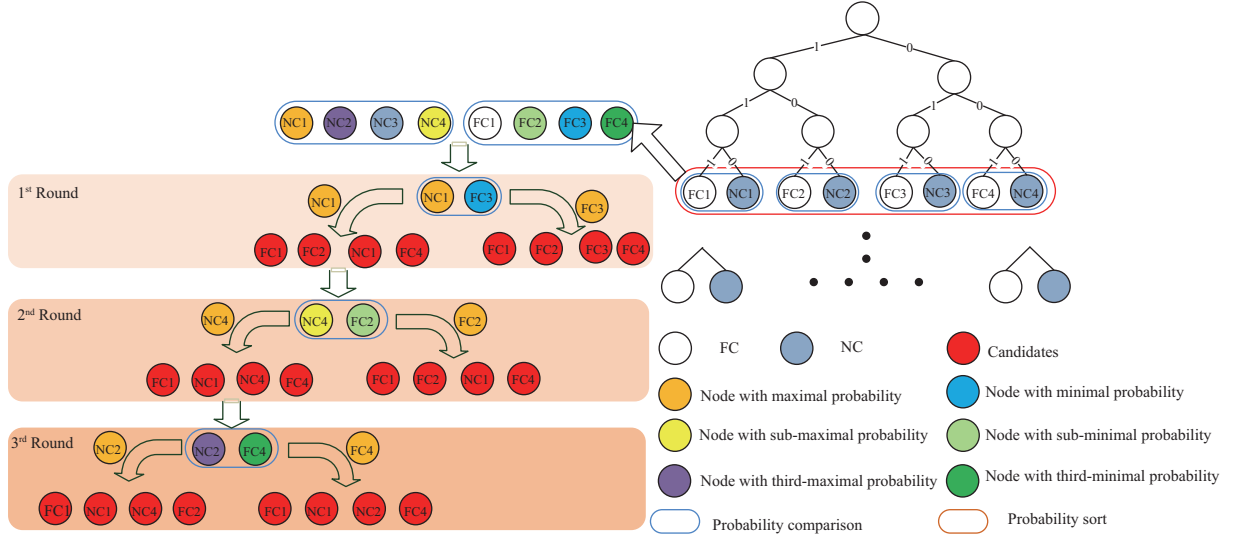 1
0
1
0
1
0
1
0
1
0
1
0
1
0
FC1 NC1 FC2 NC2 FC3 NC3 FC4 NC4
NC1 NC2 NC3 NC4 FC1 FC2 FC3 FC4
1st Round
NC1 NC1 FC3 FC3
FC1 FC2 NC1 FC4 FC1 FC2 FC3 FC4
2nd Round
NC4 NC4 FC2 FC2
FC1 NC1 NC4 FC4 FC1 FC2 NC1 FC4
3rd Round
NC2 NC2 FC4 FC4
FC1 NC1 NC4 FC2 FC1 NC1 NC2 FC4
FC NC Candidates
Node with maximal probability Node with minimal probability
Node with sub-maximal probability Node with sub-minimal probability
Node with third-maximal probability Node with third-minimal probability
Probability comparison Probability sort